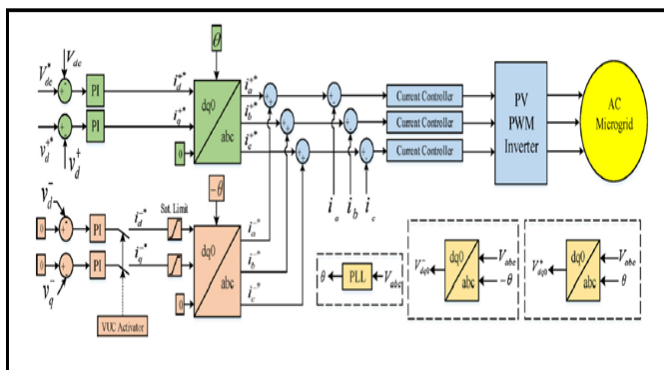 V*dc
Vdc
PI
v+*d
v+d
PI
θ
0
dq0
abc
i+*d
i+*q
i+*a
i+*b
i+*c
Current Controller
Current Controller
Current Controller
PV
PWM
Inverter
AC
Microgrid
ia ib ic
0
v-d
PI
0
v-q
PI
VUC Activator
i-*d
i-*q
Sat. Limit
-θ
0
dq0
abc
i-*a
i-*b
i-*c
θ
PLL
Vabc
V-dq0
dq0
abc
Vabc
-θ
V+dq0
dq0
abc
Vabc
θ